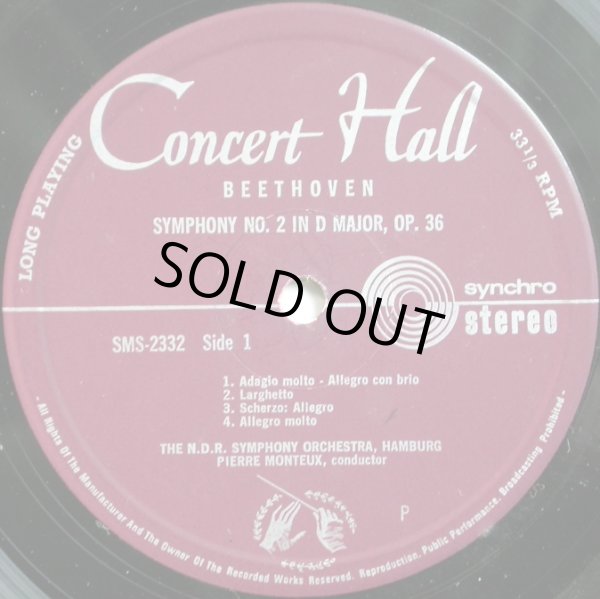 Concert Hall
LONG PLAYING
33 1/3 RPM
BEETHOVEN
SYMPHONY NO. 2 IN D MAJOR, OP. 36
SOLD OUT
synchro
stereo
SMS-2332 Side 1
1. Adagio molto - Allegro con brio
2. Larghetto
3. Scherzo: Allegro
4. Allegro molto
THE N.D.R. SYMPHONY ORCHESTRA, HAMBURG
PIERRE MONTEUX, conductor
P
- All Rights Of The Manufacturer And The Owner Of The Recorded Works Reserved. Reproduction, Public Performance, Broadcasting Prohibited. -